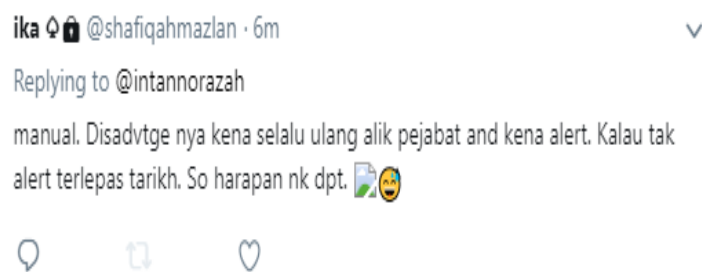 ika ♤🔒 @shafiqahmazlan · 6m
Replying to @intannorazah
manual. Disadvtge nya kena selalu ulang alik pejabat and kena alert. Kalau tak
alert terlepas tarikh. So harapan nk dpt. 😅